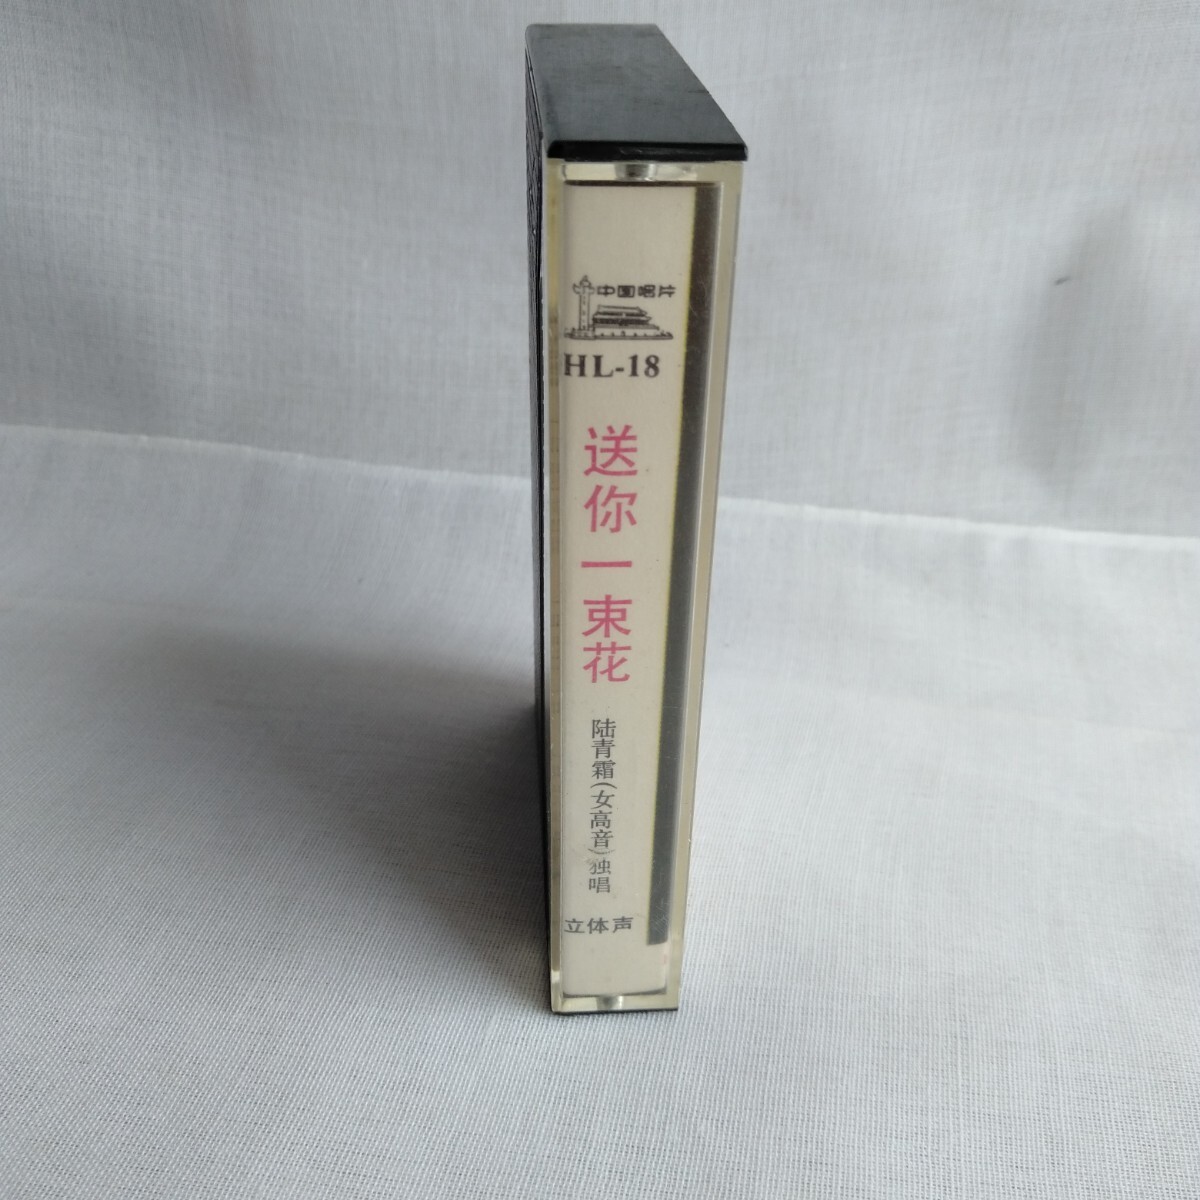 中国唱片
HL-18
送你一束花
陆青霜(女高音)独唱
立体声